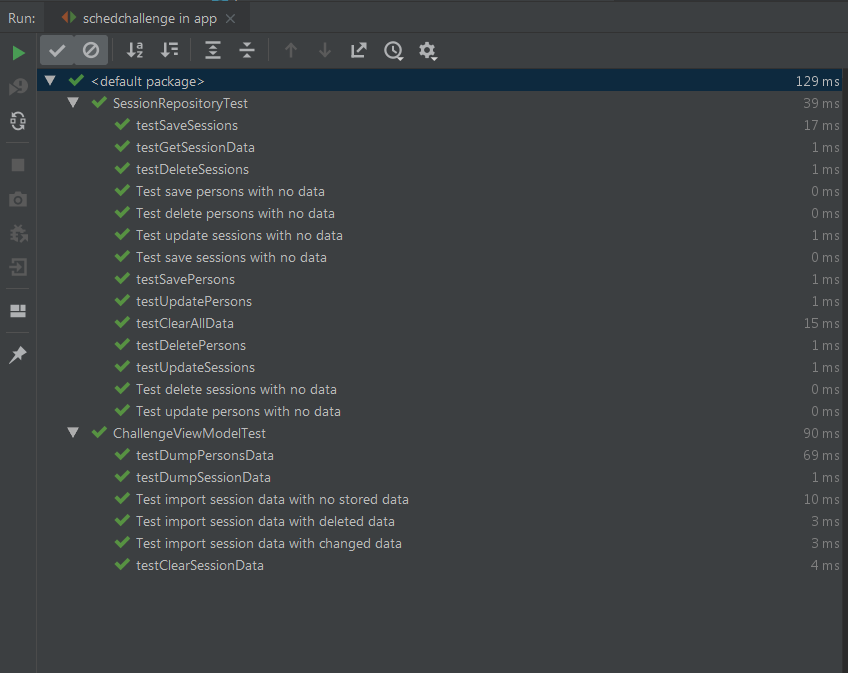 Run: schedchallenge in app
<default package> 129 ms
SessionRepositoryTest 39 ms
testSaveSessions 17 ms
testGetSessionData 1 ms
testDeleteSessions 1 ms
Test save persons with no data 0 ms
Test delete persons with no data 0 ms
Test update sessions with no data 1 ms
Test save sessions with no data 0 ms
testSavePersons 1 ms
testUpdatePersons 1 ms
testClearAllData 15 ms
testDeletePersons 1 ms
testUpdateSessions 1 ms
Test delete sessions with no data 0 ms
Test update persons with no data 0 ms
ChallengeViewModelTest 90 ms
testDumpPersonsData 69 ms
testDumpSessionData 1 ms
Test import session data with no stored data 10 ms
Test import session data with deleted data 3 ms
Test import session data with changed data 3 ms
testClearSessionData 4 ms